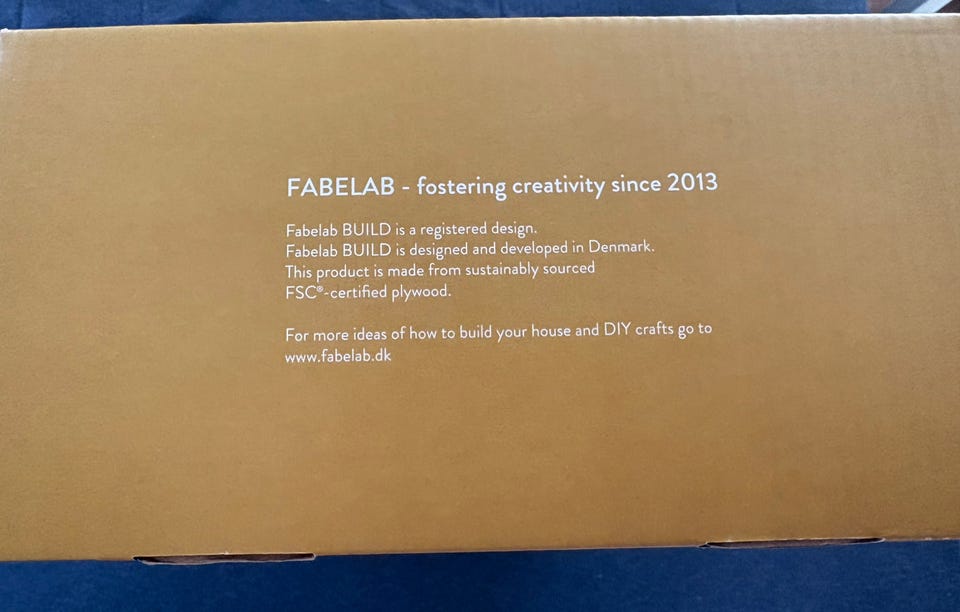 FABELAB - fostering creativity since 2013
Fabelab BUILD is a registered design.
Fabelab BUILD is designed and developed in Denmark.
This product is made from sustainably sourced
FSC®-certified plywood.
For more ideas of how to build your house and DIY crafts go to
www.fabelab.dk